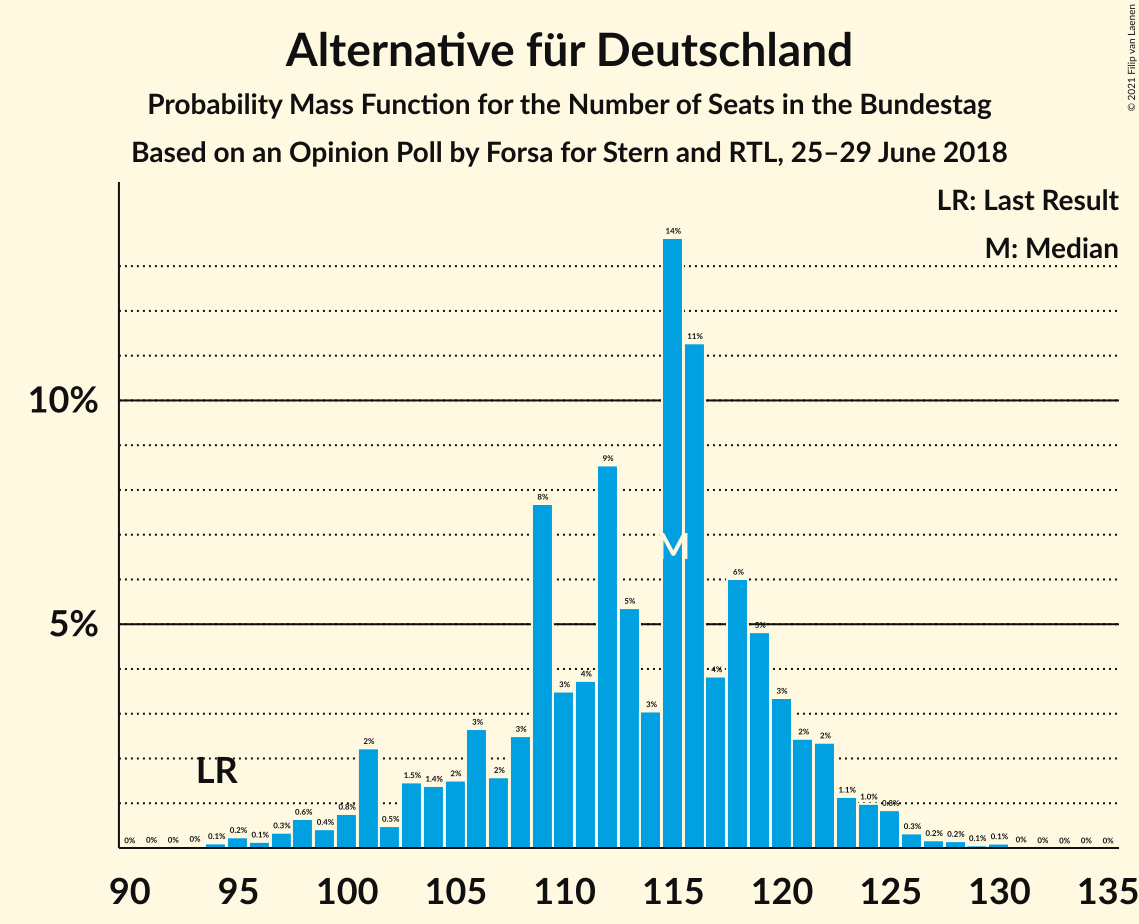 Alternative für Deutschland
Probability Mass Function for the Number of Seats in the Bundestag
Based on an Opinion Poll by Forsa for Stern and RTL, 25–29 June 2018
© 2021 Filip van Laenen
LR: Last Result
M: Median
10%
5%
LR
M
0% 0% 0% 0% 0.1% 0.2% 0.1% 0.3% 0.6% 0.4% 0.8% 2% 0.5% 1.5% 1.4% 2% 3% 2% 3% 8% 3% 4% 9% 5% 3% 14% 11% 4% 6% 5% 3% 2% 2% 1.1% 1.0% 0.8% 0.3% 0.2% 0.2% 0.1% 0.1% 0% 0% 0% 0% 0%
90 95 100 105 110 115 120 125 130 135